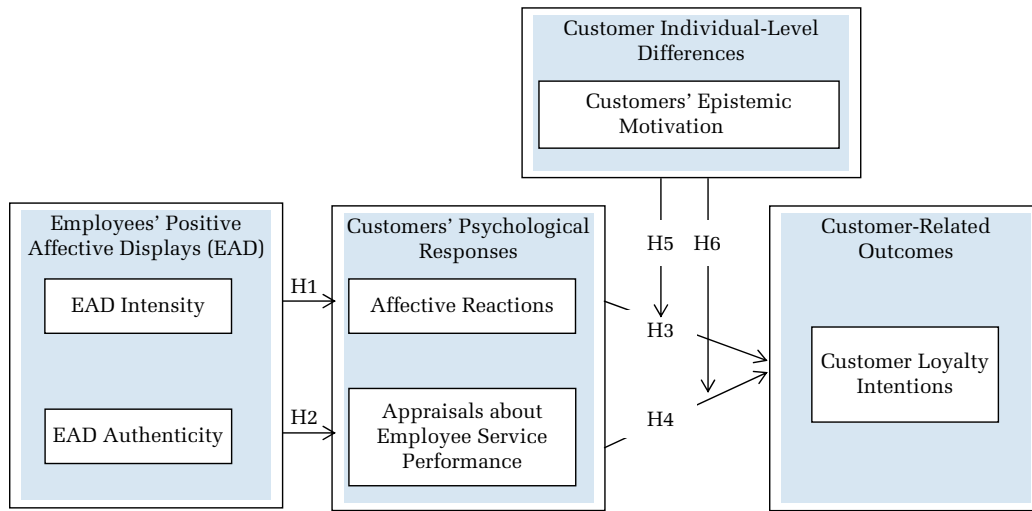 Customer Individual-Level
Differences
Customers’ Epistemic
Motivation
Employees’ Positive
Affective Displays (EAD)
EAD Intensity
EAD Authenticity
H1
H2
Customers’ Psychological
Responses
Affective Reactions
Appraisals about
Employee Service
Performance
H5
H6
H3
H4
Customer-Related
Outcomes
Customer Loyalty
Intentions